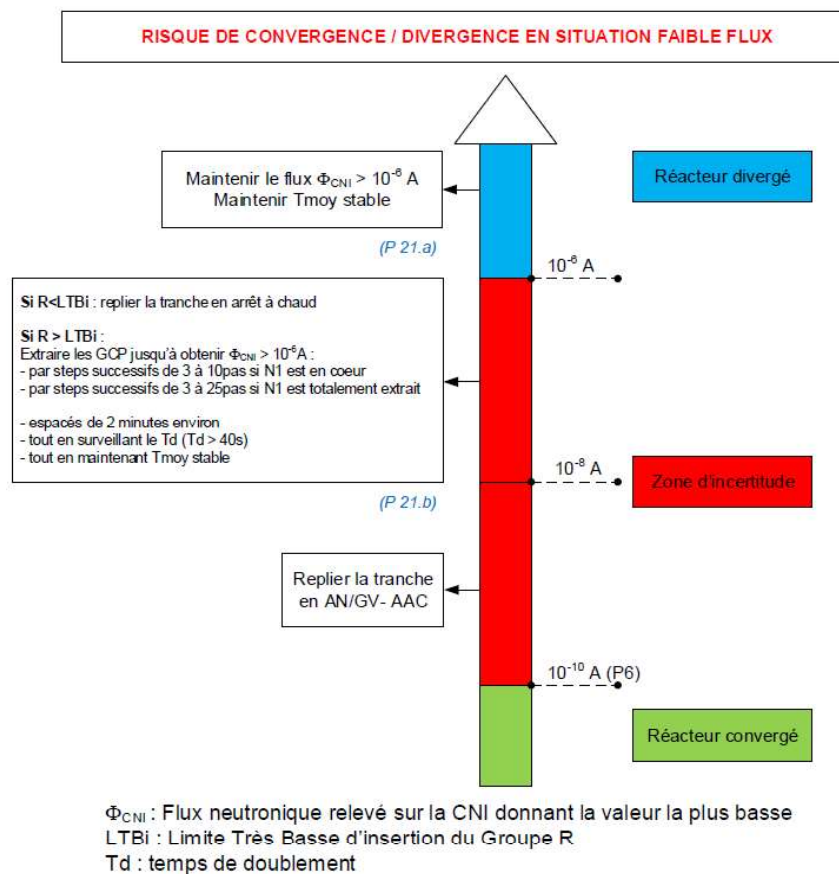 RISQUE DE CONVERGENCE / DIVERGENCE EN SITUATION FAIBLE FLUX
Maintenir le flux ΦCNI > 10⁻⁶ A
Maintenir Tmoy stable
Réacteur divergé
(P 21.a)
10⁻⁶ A
Si R<LTBi : replier la tranche en arrêt à chaud
Si R > LTBi :
Extraire les GCP jusqu'à obtenir ΦCNI > 10⁻⁶A :
- par steps successifs de 3 à 10pas si N1 est en coeur
- par steps successifs de 3 à 25pas si N1 est totalement extrait
- espacés de 2 minutes environ
- tout en surveillant le Td (Td > 40s)
- tout en maintenant Tmoy stable
10⁻⁸ A
Zone d'incertitude
(P 21.b)
Replier la tranche
en AN/GV- AAC
10⁻¹⁰ A (P6)
Réacteur convergé
ΦCNI : Flux neutronique relevé sur la CNI donnant la valeur la plus basse
LTBi : Limite Très Basse d'insertion du Groupe R
Td : temps de doublement